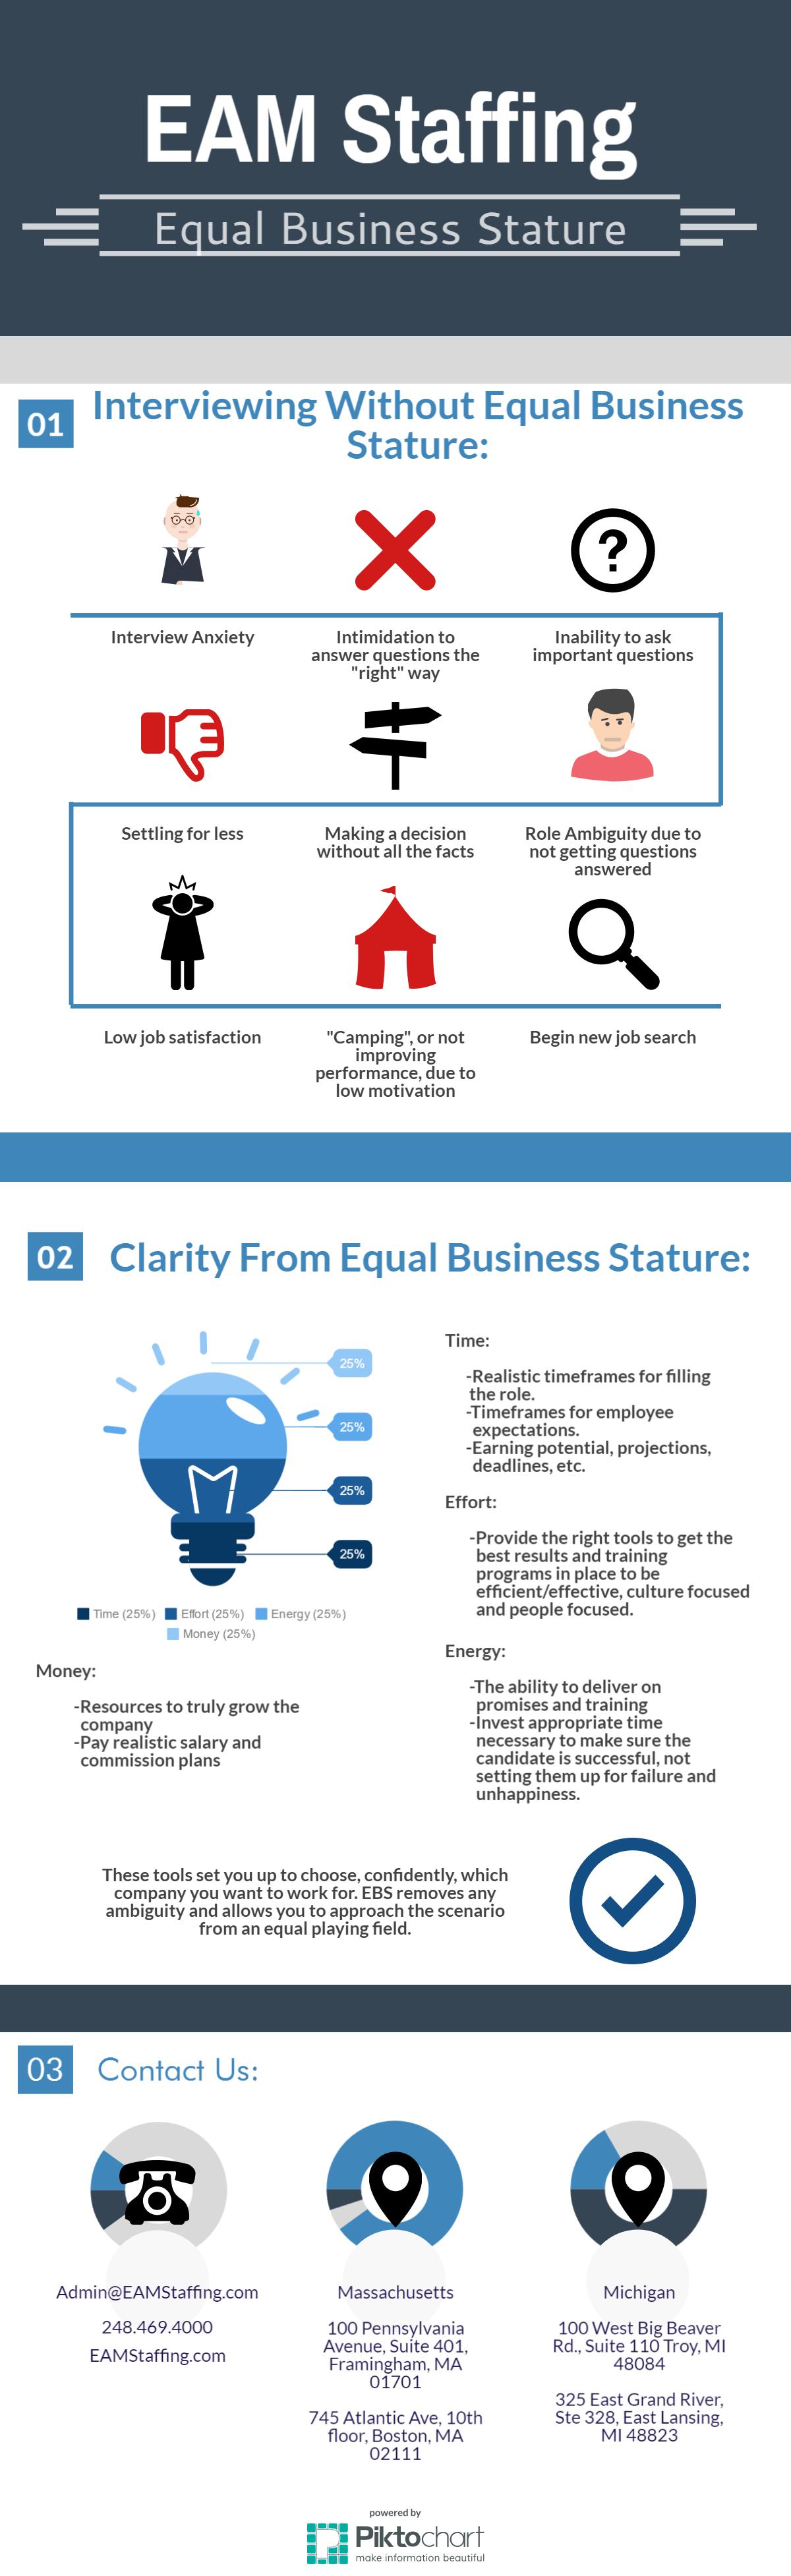 EAM Staffing
Equal Business Stature
01
Interviewing Without Equal Business
Stature:
?
Interview Anxiety
Intimidation to
answer questions the
"right" way
Inability to ask
important questions
Settling for less
Making a decision
without all the facts
Role Ambiguity due to
not getting questions
answered
Low job satisfaction
"Camping", or not
improving
performance, due to
low motivation
Begin new job search
02
Clarity From Equal Business Stature:
25%
25%
25%
25%
Time (25%) Effort (25%) Energy (25%)
Money (25%)
Money:
-Resources to truly grow the
company
-Pay realistic salary and
commission plans
Time:
-Realistic timeframes for filling
the role.
-Timeframes for employee
expectations.
-Earning potential, projections,
deadlines, etc.
Effort:
-Provide the right tools to get the
best results and training
programs in place to be
efficient/effective, culture focused
and people focused.
Energy:
-The ability to deliver on
promises and training
-Invest appropriate time
necessary to make sure the
candidate is successful, not
setting them up for failure and
unhappiness.
These tools set you up to choose, confidently, which
company you want to work for. EBS removes any
ambiguity and allows you to approach the scenario
from an equal playing field.
03
Contact Us:
Admin@EAMStaffing.com
248.469.4000
EAMStaffing.com
Massachusetts
100 Pennsylvania
Avenue, Suite 401,
Framingham, MA
01701
745 Atlantic Ave, 10th
floor, Boston, MA
02111
Michigan
100 West Big Beaver
Rd., Suite 110 Troy, MI
48084
325 East Grand River,
Ste 328, East Lansing,
MI 48823
powered by
Piktochart
make information beautiful